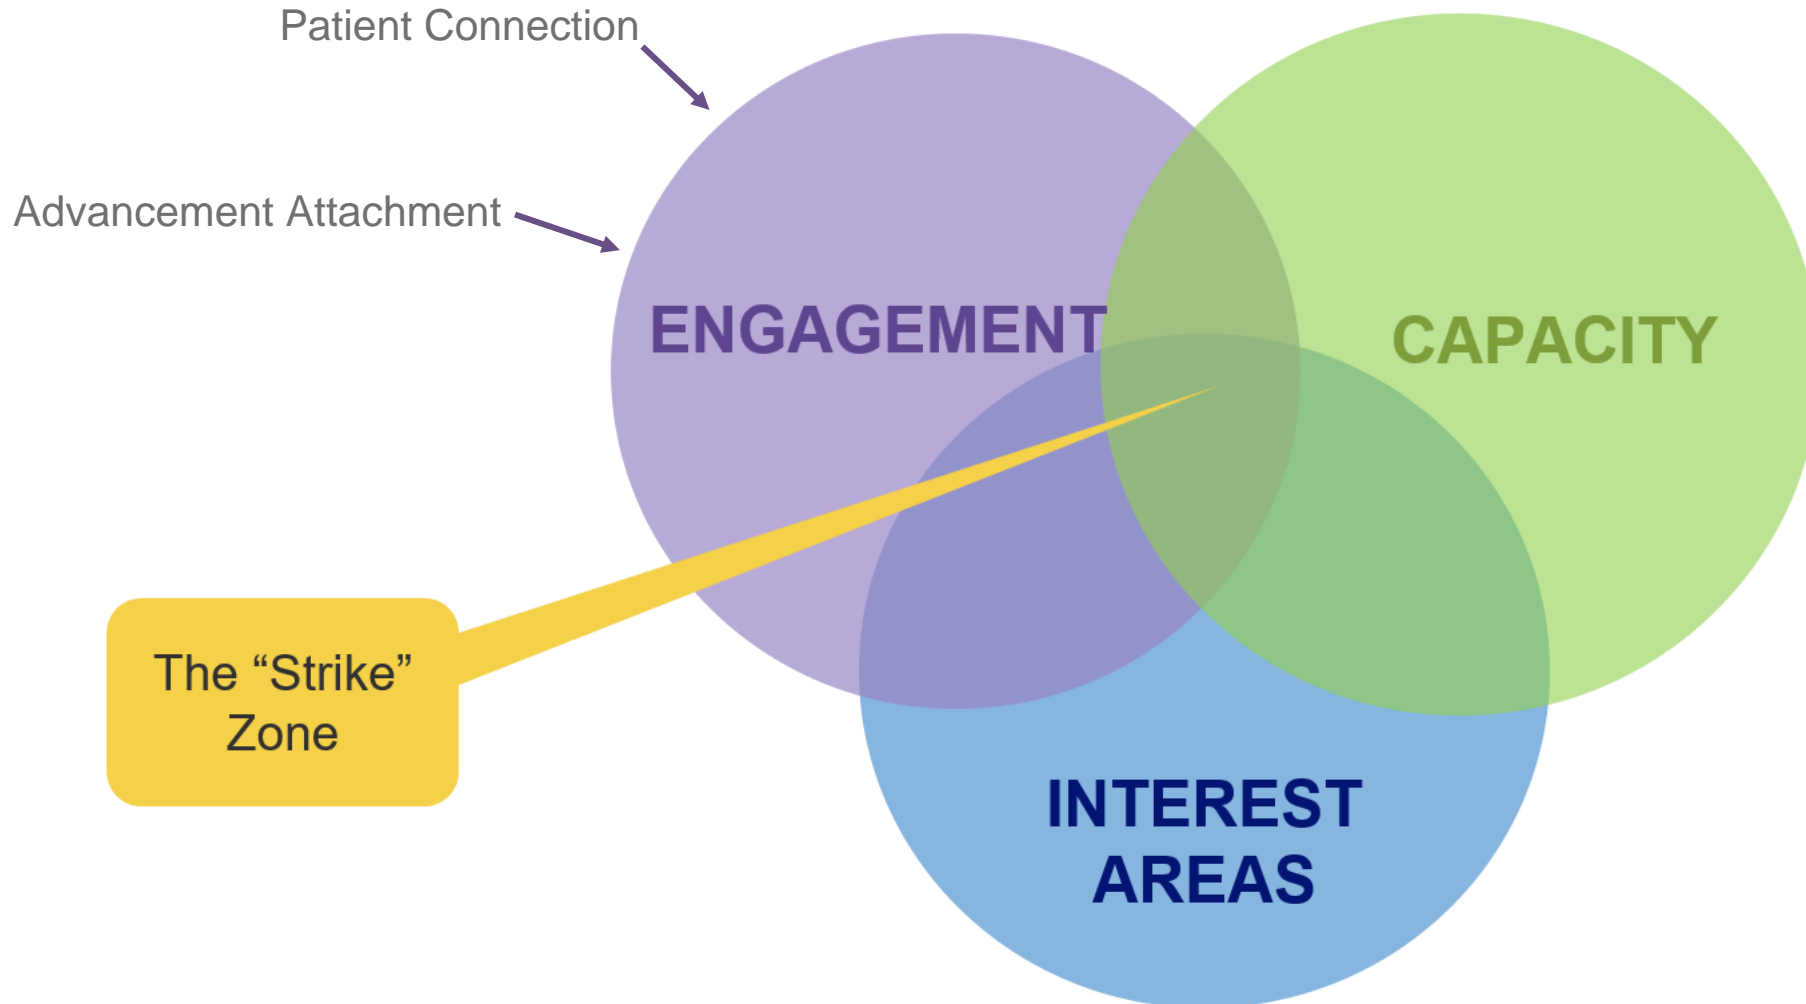 Patient Connection
Advancement Attachment
ENGAGEMENT
CAPACITY
The “Strike”
Zone
INTEREST
AREAS